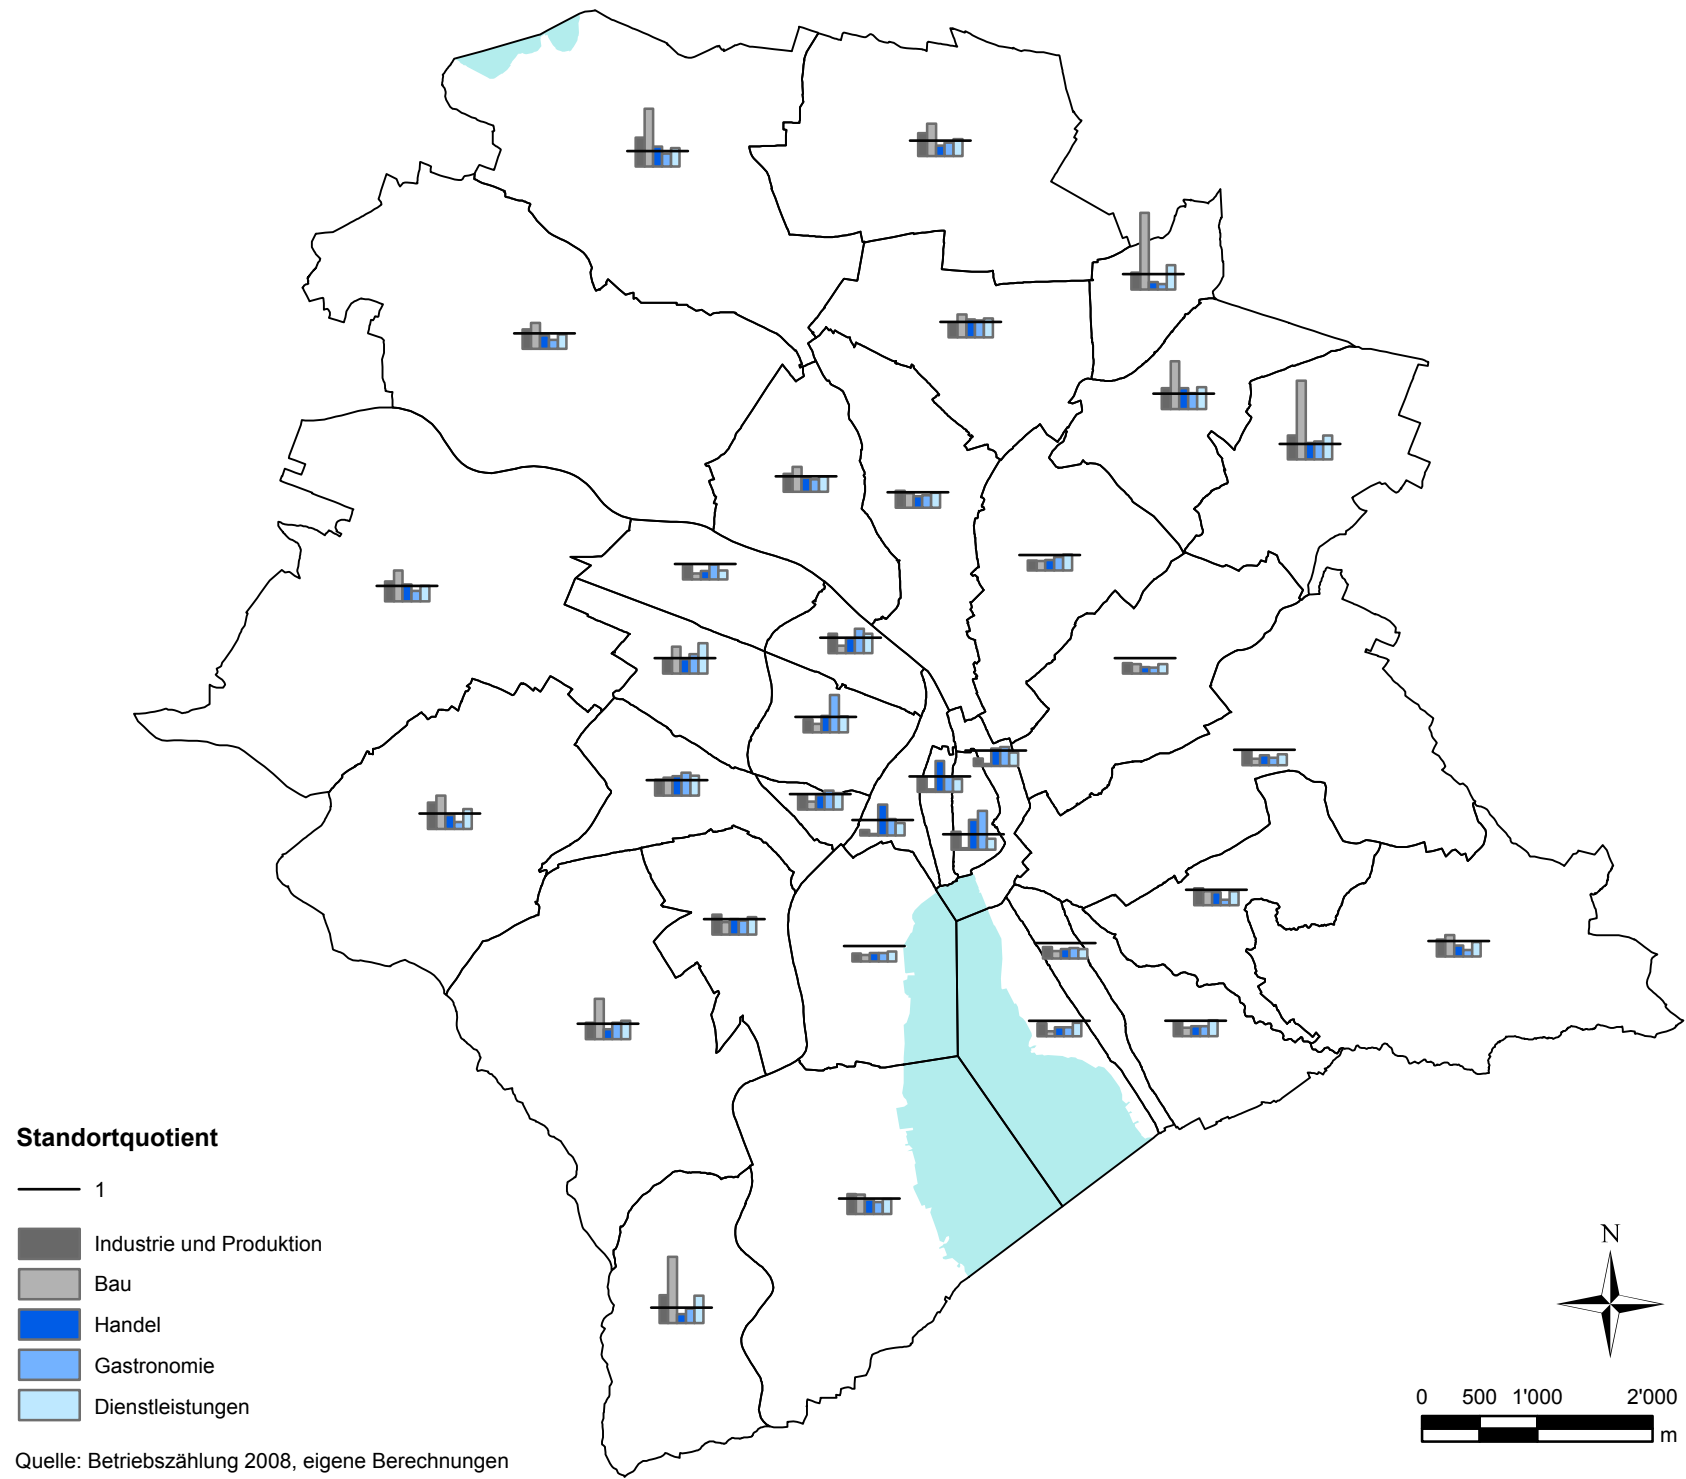 Standortquotient
1
Industrie und Produktion
Bau
Handel
Gastronomie
Dienstleistungen
Quelle: Betriebszählung 2008, eigene Berechnungen
N
0 500 1'000 2'000
m